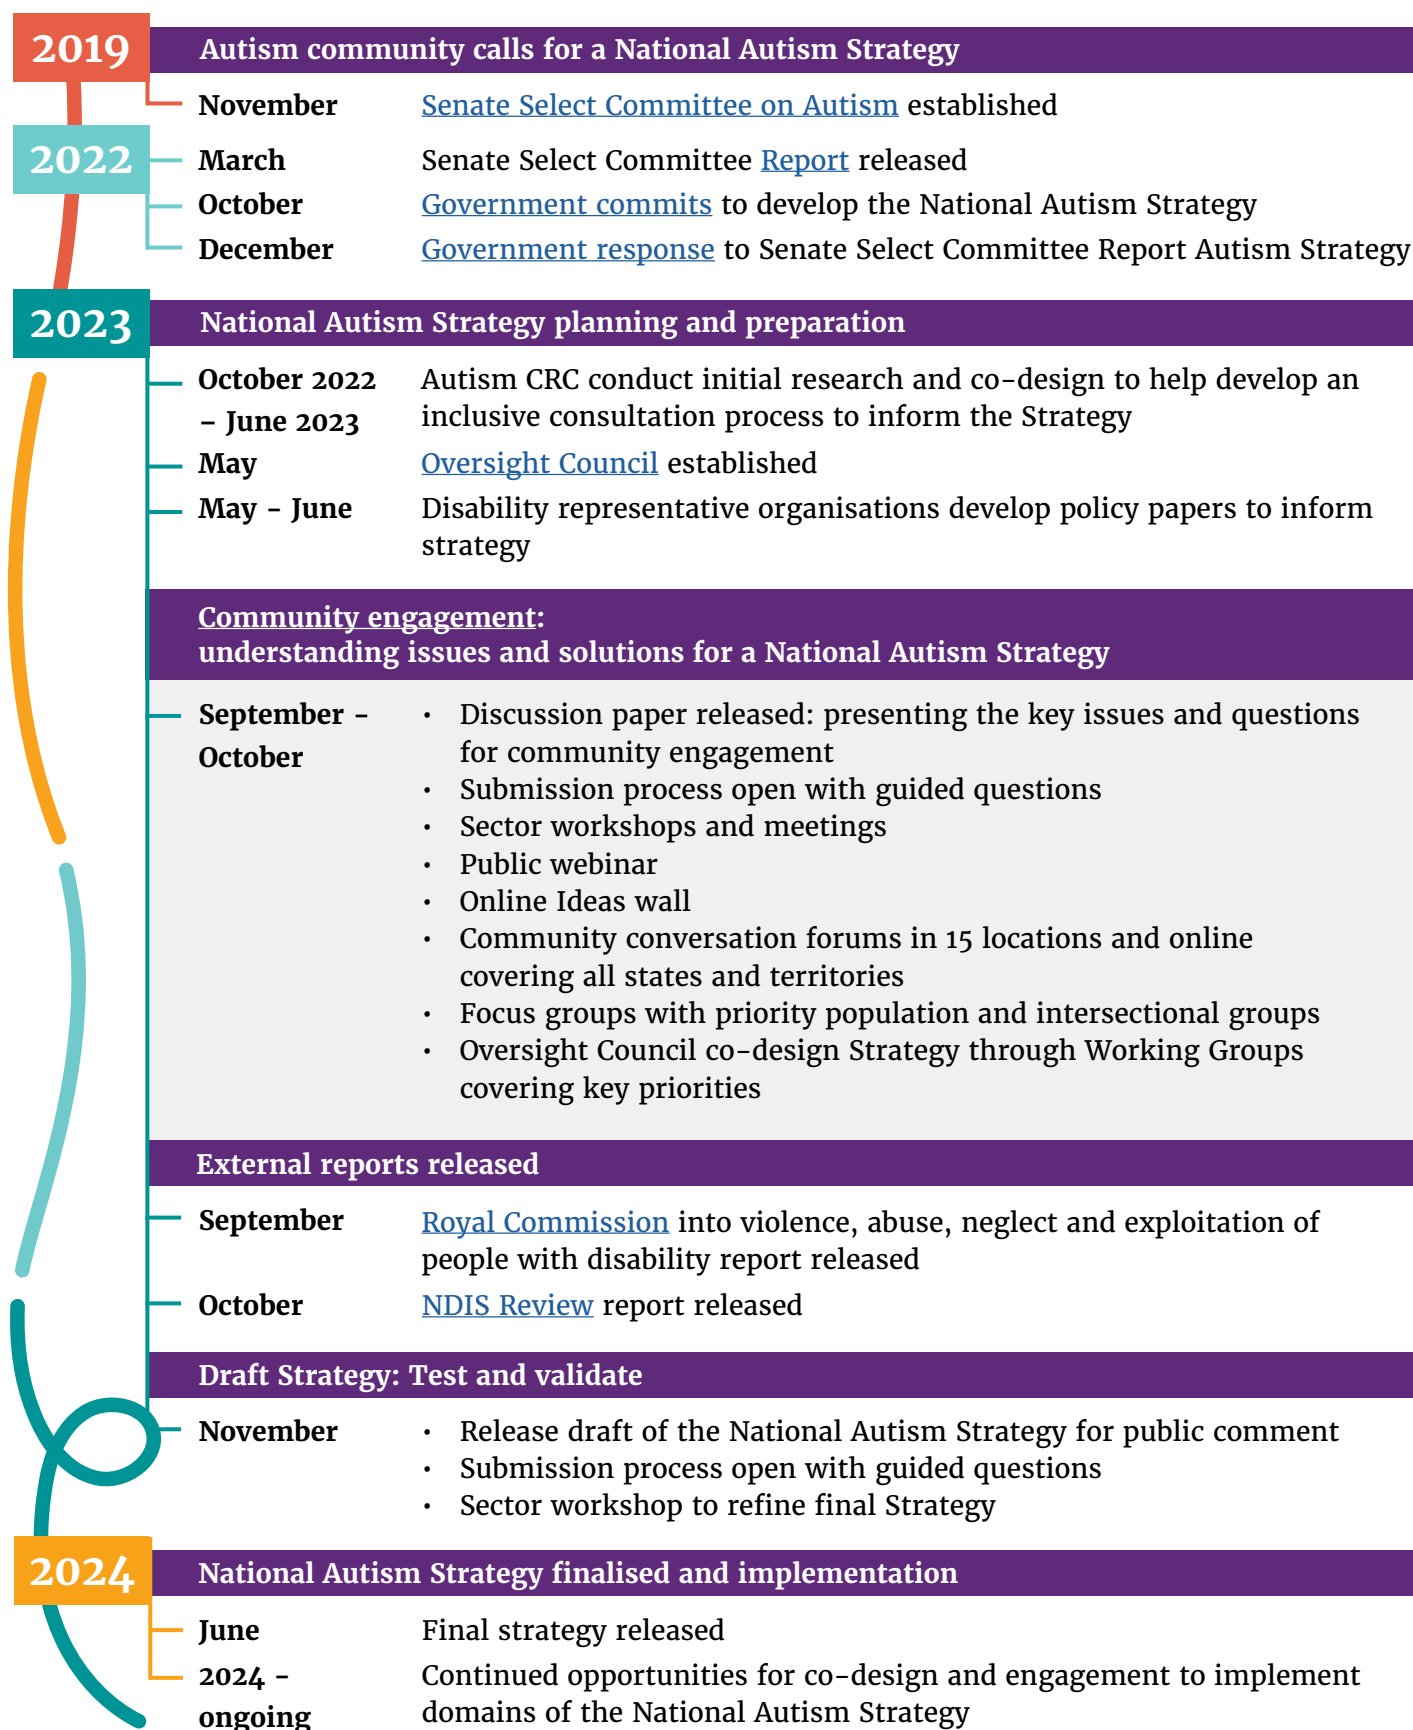 2019
Autism community calls for a National Autism Strategy
November Senate Select Committee on Autism established
2022
March Senate Select Committee Report released
October Government commits to develop the National Autism Strategy
December Government response to Senate Select Committee Report Autism Strategy
2023
National Autism Strategy planning and preparation
October 2022 Autism CRC conduct initial research and co-design to help develop an
– June 2023 inclusive consultation process to inform the Strategy
May Oversight Council established
May - June Disability representative organisations develop policy papers to inform
strategy
Community engagement:
understanding issues and solutions for a National Autism Strategy
September - • Discussion paper released: presenting the key issues and questions
October for community engagement
• Submission process open with guided questions
• Sector workshops and meetings
• Public webinar
• Online Ideas wall
• Community conversation forums in 15 locations and online
covering all states and territories
• Focus groups with priority population and intersectional groups
• Oversight Council co-design Strategy through Working Groups
covering key priorities
External reports released
September Royal Commission into violence, abuse, neglect and exploitation of
people with disability report released
October NDIS Review report released
Draft Strategy: Test and validate
November • Release draft of the National Autism Strategy for public comment
• Submission process open with guided questions
• Sector workshop to refine final Strategy
2024
National Autism Strategy finalised and implementation
June Final strategy released
2024 - Continued opportunities for co-design and engagement to implement
ongoing domains of the National Autism Strategy